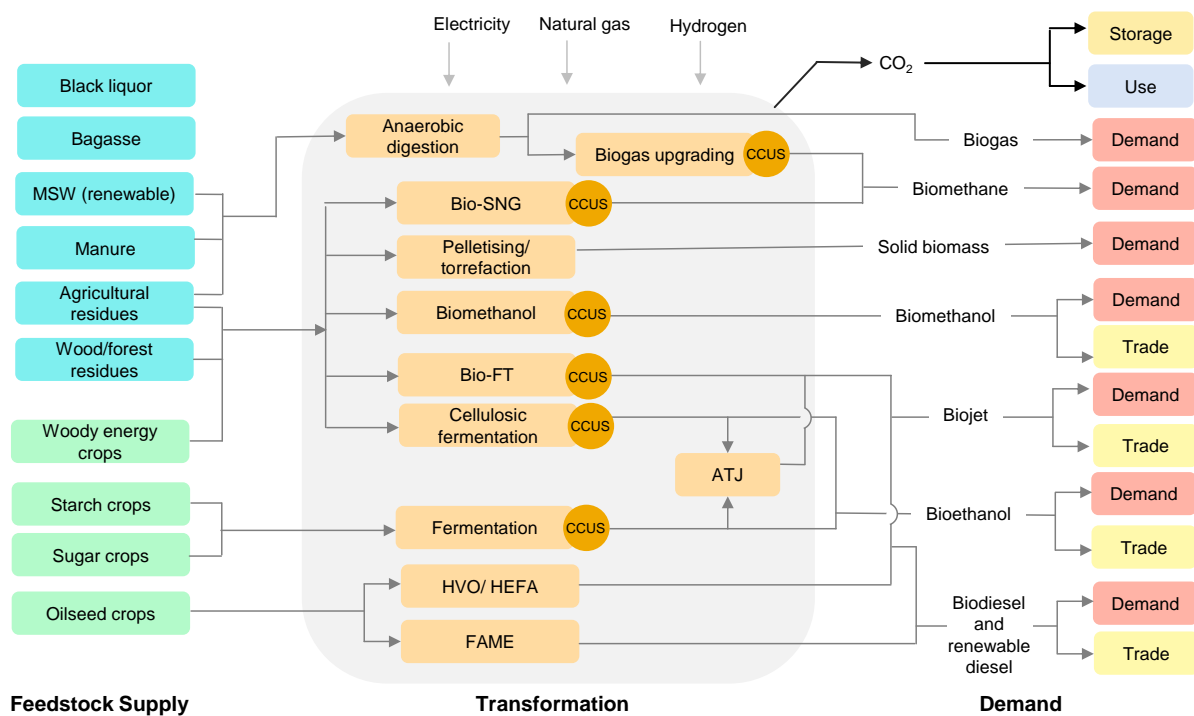 Electricity
Natural gas
Hydrogen
CO₂
Storage
Use
Black liquor
Bagasse
MSW (renewable)
Manure
Agricultural
residues
Wood/forest
residues
Woody energy
crops
Starch crops
Sugar crops
Oilseed crops
Anaerobic
digestion
Biogas upgrading
CCUS
Bio-SNG
CCUS
Pelletising/
torrefaction
Biomethanol
CCUS
Bio-FT
CCUS
Cellulosic
fermentation
CCUS
ATJ
Fermentation
CCUS
HVO/ HEFA
FAME
Biogas
Demand
Biomethane
Demand
Solid biomass
Demand
Biomethanol
Demand
Trade
Biojet
Demand
Trade
Bioethanol
Demand
Trade
Biodiesel
and
renewable
diesel
Demand
Trade
Feedstock Supply
Transformation
Demand